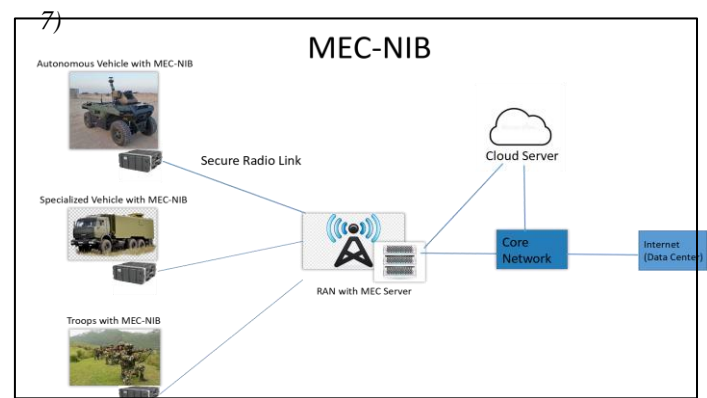 7)
MEC-NIB
Autonomous Vehicle with MEC-NIB
Secure Radio Link
Cloud Server
Specialized Vehicle with MEC-NIB
Core
Network
Internet
(Data Center)
RAN with MEC Server
Troops with MEC-NIB